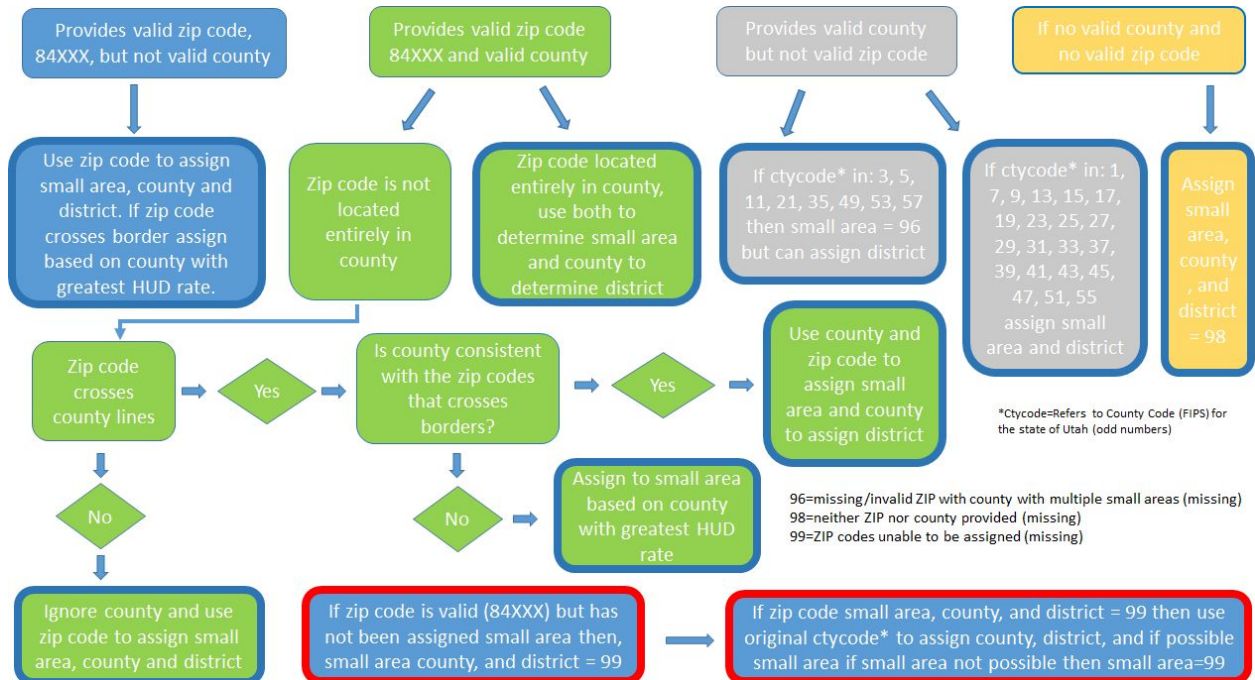 Provides valid zip code,
84XXX, but not valid county
Provides valid zip code
84XXX and valid county
Provides valid county
but not valid zip code
If no valid county and
no valid zip code
Use zip code to assign
small area, county and
district. If zip code
crosses border assign
based on county with
greatest HUD rate.
Zip code is not
located
entirely in
county
Zip code located
entirely in county,
use both to
determine small area
and county to
determine district
If ctycode* in: 3, 5,
11, 21, 35, 49, 53, 57
then small area = 96
but can assign district
If ctycode* in: 1,
7, 9, 13, 15, 17,
19, 23, 25, 27,
29, 31, 33, 37,
39, 41, 43, 45,
47, 51, 55
assign small
area and district
Assign
small
area,
county
, and
district
= 98
Zip code
crosses
county lines
Yes
Is county consistent
with the zip codes
that crosses
borders?
Yes
Use county and
zip code to
assign small
area and county
to assign district
*Ctycode=Refers to County Code (FIPS) for
the state of Utah (odd numbers)
No
No
Assign to small area
based on county
with greatest HUD
rate
96=missing/invalid ZIP with county with multiple small areas (missing)
98=neither ZIP nor county provided (missing)
99=ZIP codes unable to be assigned (missing)
Ignore county and use
zip code to assign small
area, county and district
If zip code is valid (84XXX) but has
not been assigned small area then,
small area county, and district = 99
If zip code small area, county, and district = 99 then use
original ctycode* to assign county, district, and if possible
small area if small area not possible then small area=99